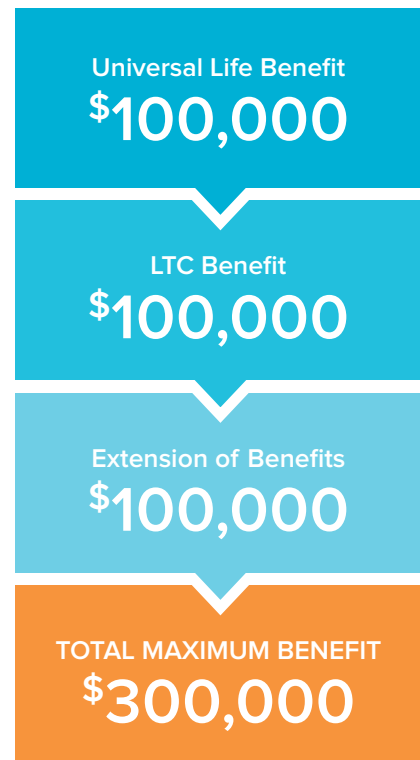 Universal Life Benefit
$100,000
LTC Benefit
$100,000
Extension of Benefits
$100,000
TOTAL MAXIMUM BENEFIT
$300,000